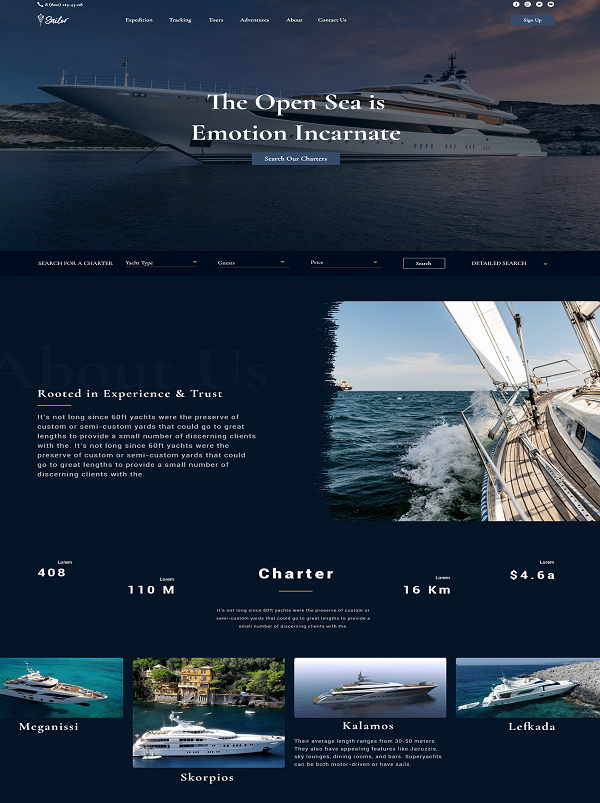 8 (800) 123-45-08
Sailor
Expedition
Tracking
Tours
Adventures
About
Contact Us
Sign Up
The Open Sea is
Emotion Incarnate
Search Our Charters
SEARCH FOR A CHARTER
Yacht Type
Guests
Price
Search
DETAILED SEARCH
About Us
Rooted in Experience & Trust
It's not long since 60ft yachts were the preserve of
custom or semi-custom yards that could go to great
lengths to provide a small number of discerning clients
with the. It's not long since 60ft yachts were the
preserve of custom or semi-custom yards that could
go to great lengths to provide a small number of
discerning clients with the.
Lorem
408
Lorem
110 M
Charter
It's not long since 60ft yachts were the preserve of custom or
semi-custom yards that could go to great lengths to provide a
small number of discerning clients with the.
Lorem
16 Km
Lorem
$4.6a
Meganissi
Skorpios
Kalamos
Their average length ranges from 30-50 meters.
They also have appealing features like Jacuzzis,
sky lounges, dining rooms, and bars. Superyachts
can be both motor-driven or have sails.
Lefkada